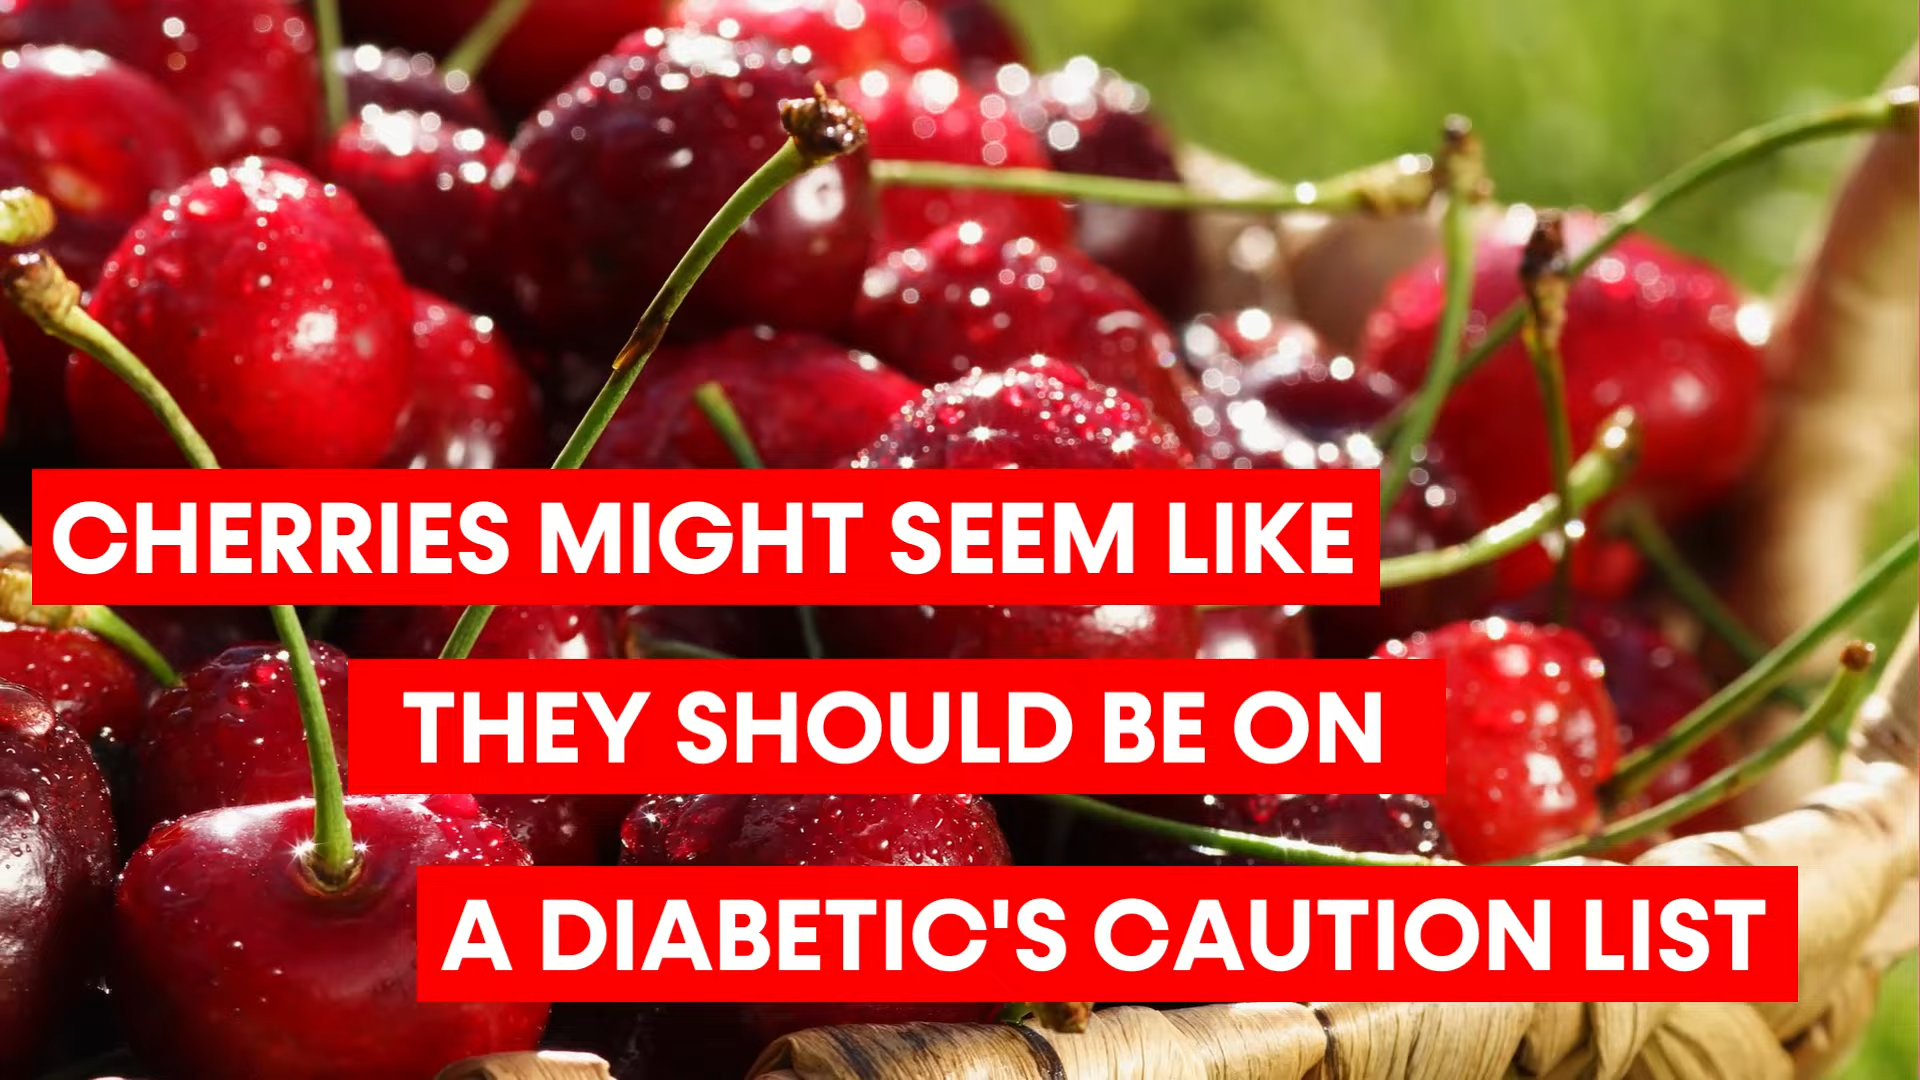 CHERRIES MIGHT SEEM LIKE
THEY SHOULD BE ON
A DIABETIC'S CAUTION LIST